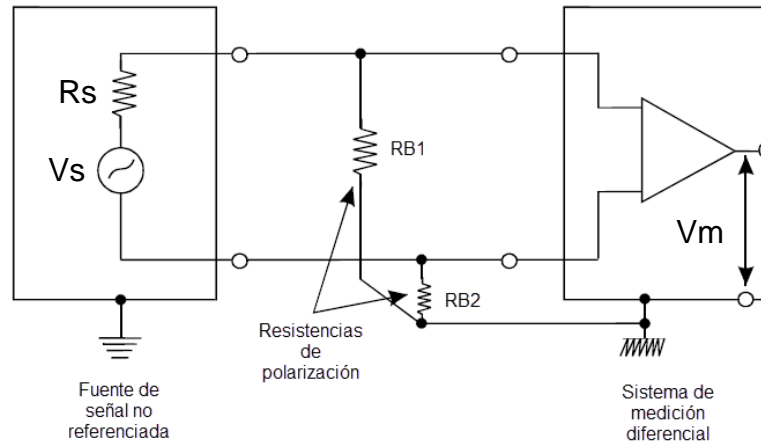 Rs
Vs
RB1
RB2
Vm
Resistencias
de
polarización
Fuente de
señal no
referenciada
Sistema de
medición
diferencial